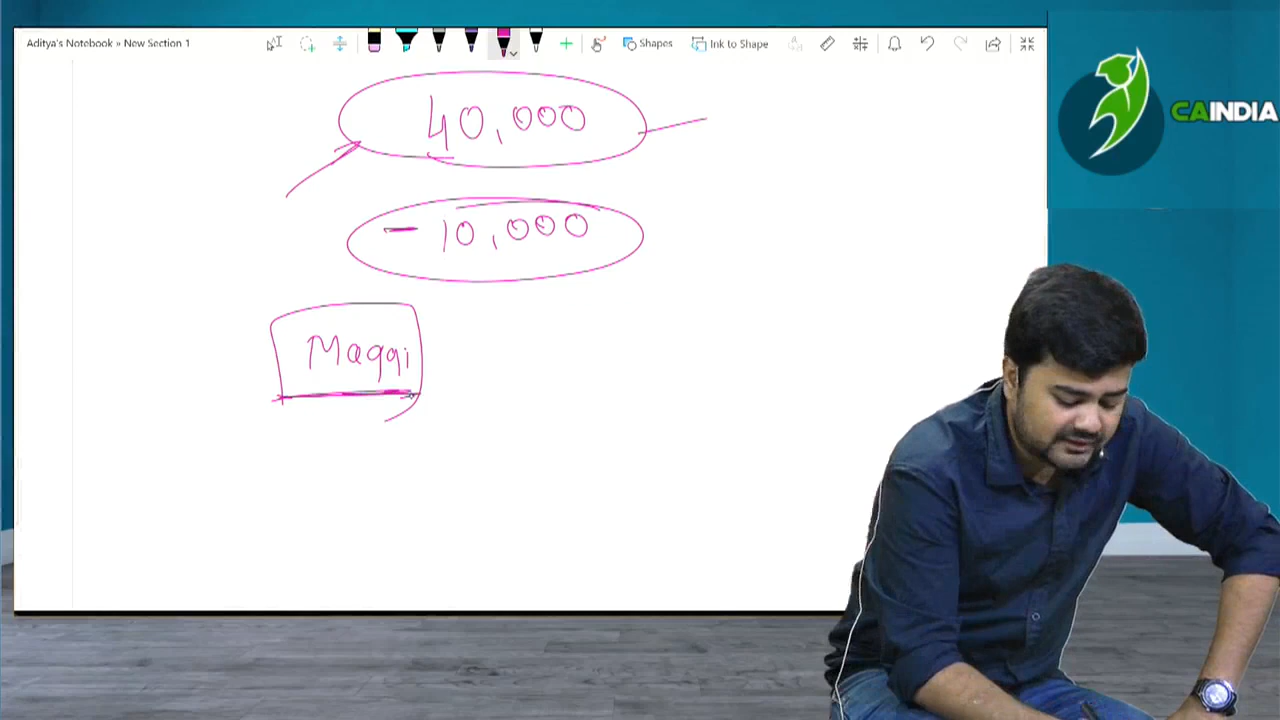 Aditya's Notebook » New Section 1
Shapes
Ink to Shape
CAINDIA
40,000
- 10,000
Maggi